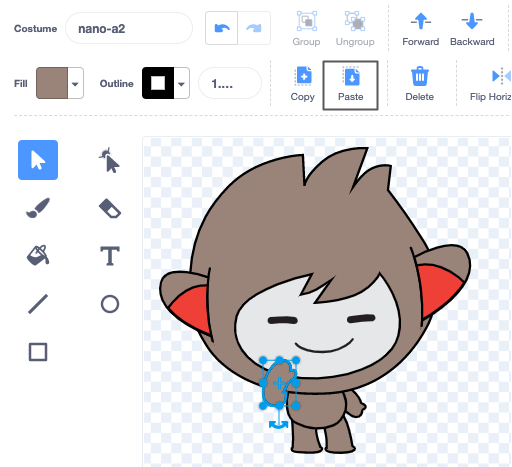 Costume nano-a2
Group Ungroup Forward Backward
Fill Outline 1....
Copy Paste Delete Flip Horiz
T